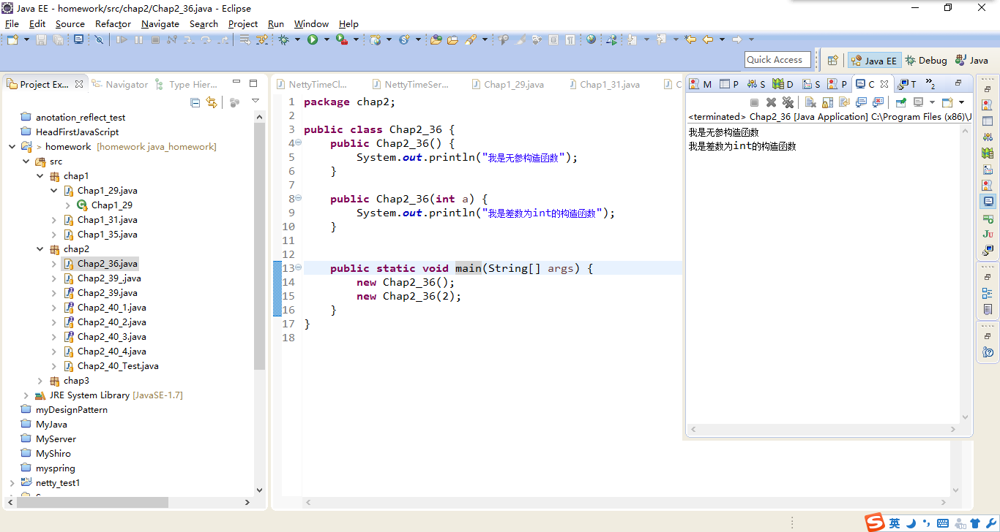 Java EE - homework/src/chap2/Chap2_36.java - Eclipse
File Edit Source Refactor Navigate Search Project Run Window Help
Quick Access
Java EE Debug Java
Project Ex... Navigator Type Hier...
anotation_reflect_test
HeadFirstJavaScript
> homework [homework java_homework]
src
chap1
Chap1_29.java
Chap1_29
Chap1_31.java
Chap1_35.java
chap2
Chap2_36.java
Chap2_39_.java
Chap2_39.java
Chap2_40_1.java
Chap2_40_2.java
Chap2_40_3.java
Chap2_40_4.java
Chap2_40_Test.java
chap3
JRE System Library [JavaSE-1.7]
myDesignPattern
MyJava
MyServer
MyShiro
myspring
netty_test1
NettyTimeCl... NettyTimeSer... Chap1_29.java Chap1_31.java C
1 package chap2;
2
3 public class Chap2_36 {
4 public Chap2_36() {
5 System.out.println("我是无参构造函数");
6 }
7
8 public Chap2_36(int a) {
9 System.out.println("我是差数为int的构造函数");
10 }
11
12
13 public static void main(String[] args) {
14 new Chap2_36();
15 new Chap2_36(2);
16 }
17 }
18
M P S D S P C T »2
<terminated> Chap2_36 [Java Application] C:\Program Files (x86)\J
我是无参构造函数
我是差数为int的构造函数
JU
S 英